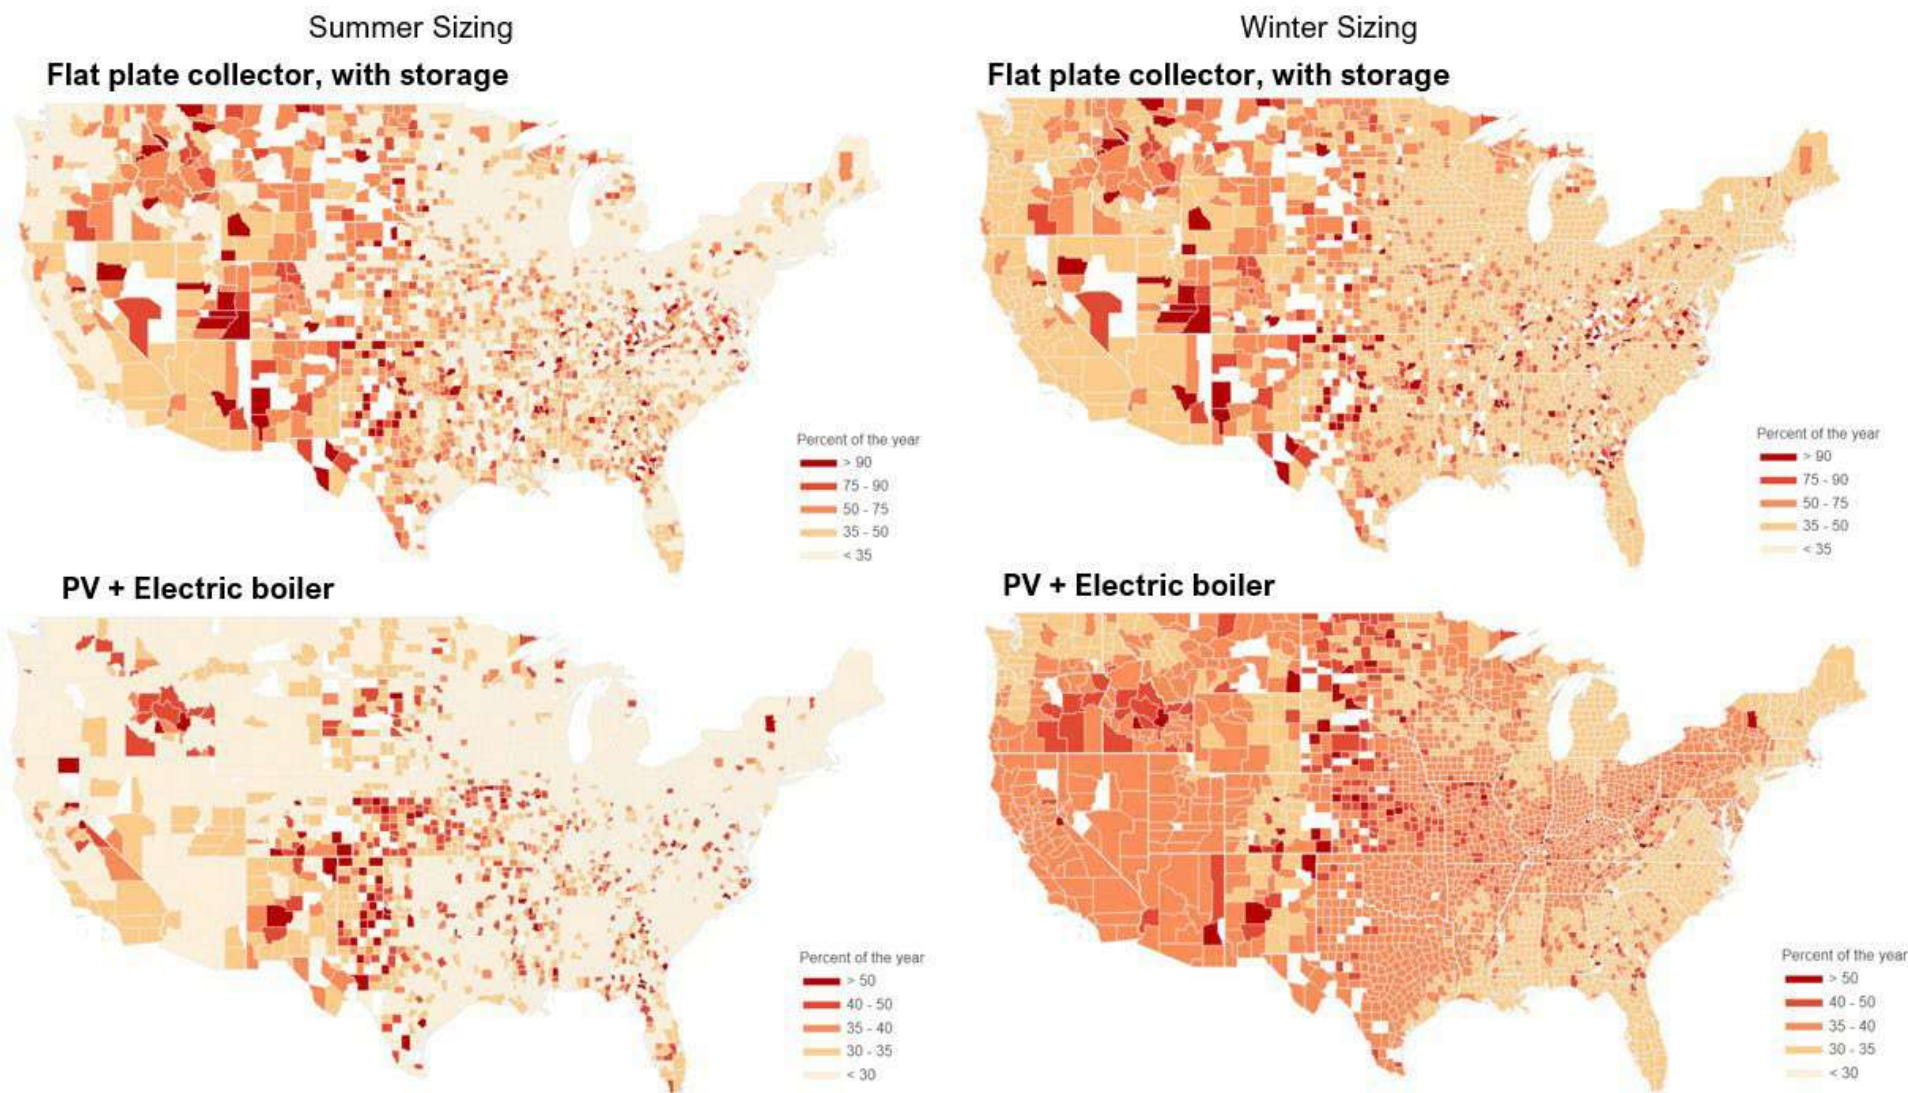 Summer Sizing
Flat plate collector, with storage
Percent of the year
> 90
75 - 90
50 - 75
35 - 50
< 35
PV + Electric boiler
Percent of the year
> 50
40 - 50
35 - 40
30 - 35
< 30
Winter Sizing
Flat plate collector, with storage
Percent of the year
> 90
75 - 90
50 - 75
35 - 50
< 35
PV + Electric boiler
Percent of the year
> 50
40 - 50
35 - 40
30 - 35
< 30